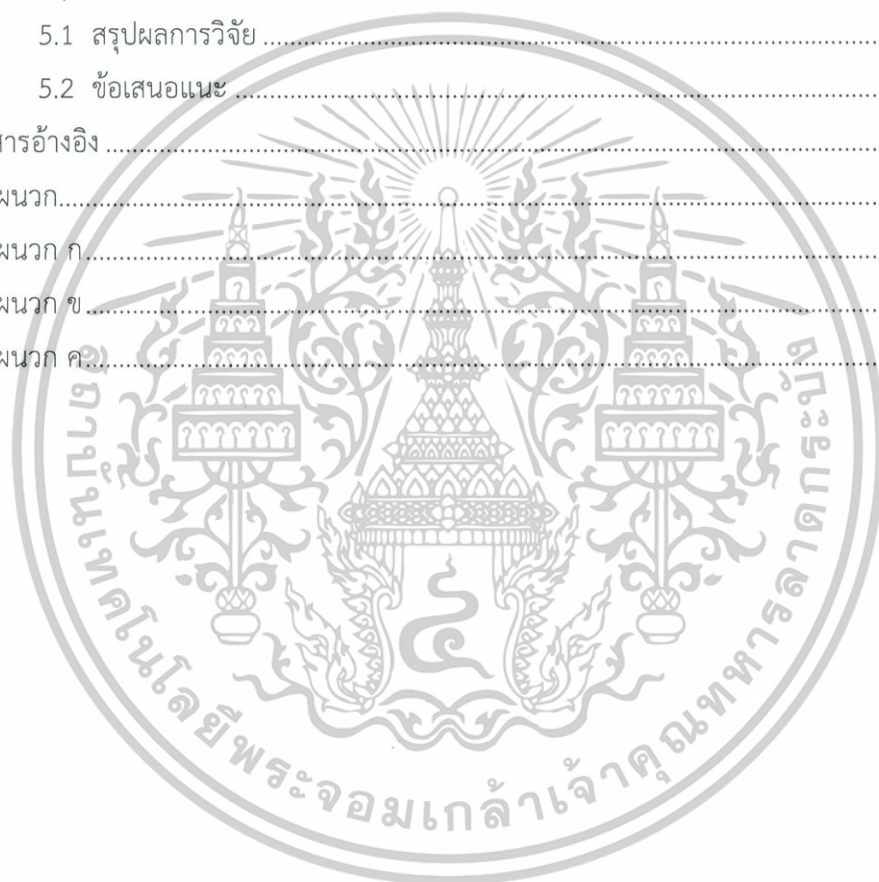 5.1 สรุปผลการวิจัย ........................................................
5.2 ข้อเสนอแนะ ........................................................
สารอ้างอิง ........................................................
ผนวก ........................................................
ผนวก ก ........................................................
ผนวก ข ........................................................
ผนวก ค ........................................................
สถาบันเทคโนโลยีพระจอมเกล้าเจ้าคุณทหารลาดกระบัง
๔